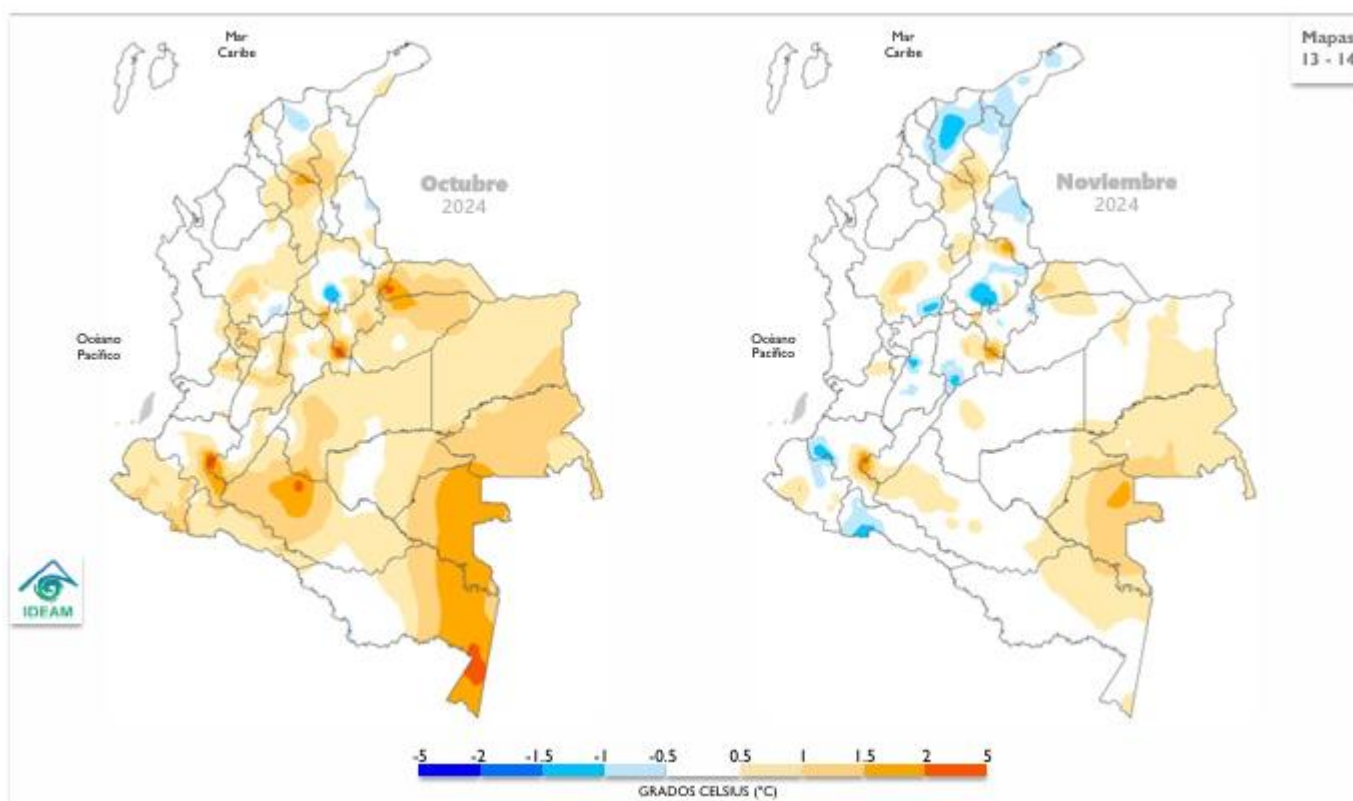 Mar
Caribe
Octubre
2024
Océano
Pacífico
Mar
Caribe
Mapas
13 - 14
Noviembre
2024
Océano
Pacífico
IDEAM
-5 -2 -1.5 -1 -0.5 0.5 1 1.5 2 5
GRADOS CELSIUS (°C)